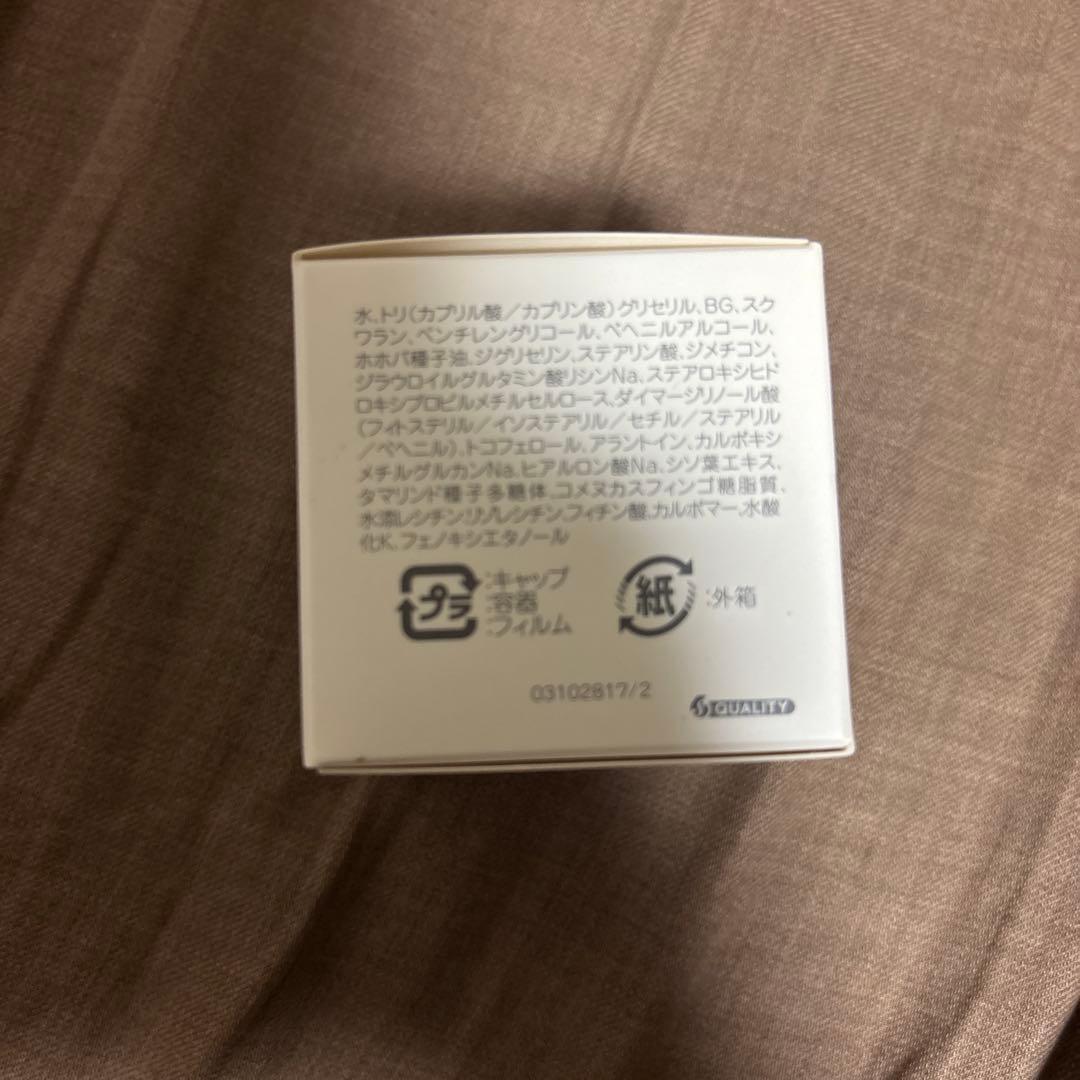 水、トリ(カプリル酸/カプリン酸)グリセリル、BG、スク
ワラン、ペンチレングリコール、ベヘニルアルコール、
ホホバ種子油、ジグリセリン、ステアリン酸、ジメチコン、
ジラウロイルグルタミン酸リシンNa、ステアロキシヒド
ロキシプロピルメチルセルロース、ダイマージリノール酸
(フィトステリル/イソステアリル/セチル/ステアリル
/ベヘニル)、トコフェロール、アラントイン、カルボキシ
メチルグルカンNa、ヒアルロン酸Na、シソ葉エキス、
タマリンド種子多糖体、コメヌカスフィンゴ糖脂質、
水添レシチン、リゾレシチン、フィチン酸、カルボマー、水酸
化K、フェノキシエタノール
プラ :キャップ
:容器
:フィルム
紙 :外箱
03102817/2
QUALITY